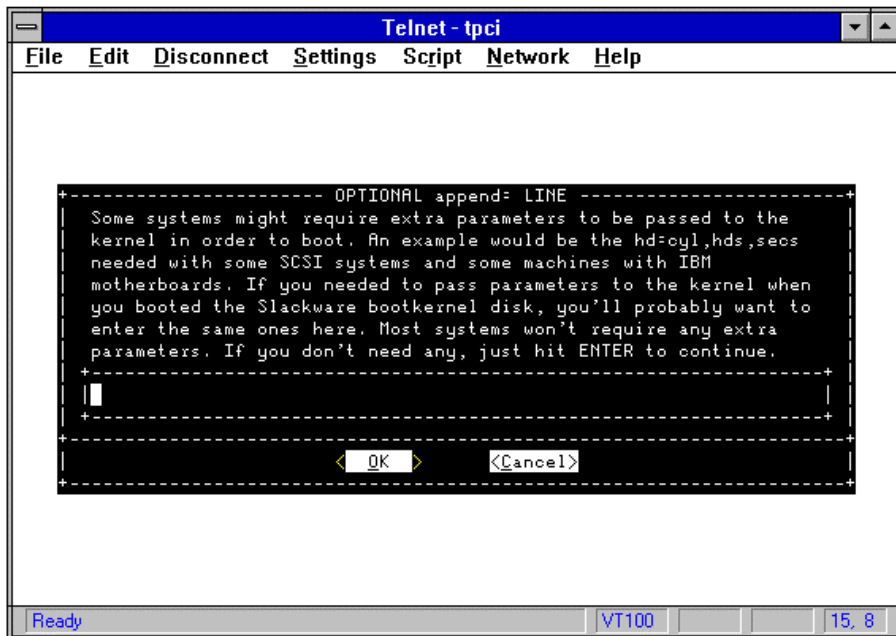 Telnet - tpci
File Edit Disconnect Settings Script Network Help
OPTIONAL append= LINE
Some systems might require extra parameters to be passed to the
kernel in order to boot. An example would be the hd=cyl,hds,secs
needed with some SCSI systems and some machines with IBM
motherboards. If you needed to pass parameters to the kernel when
you booted the Slackware bootkernel disk, you'll probably want to
enter the same ones here. Most systems won't require any extra
parameters. If you don't need any, just hit ENTER to continue.
< OK > <Cancel>
Ready VT100 15, 8